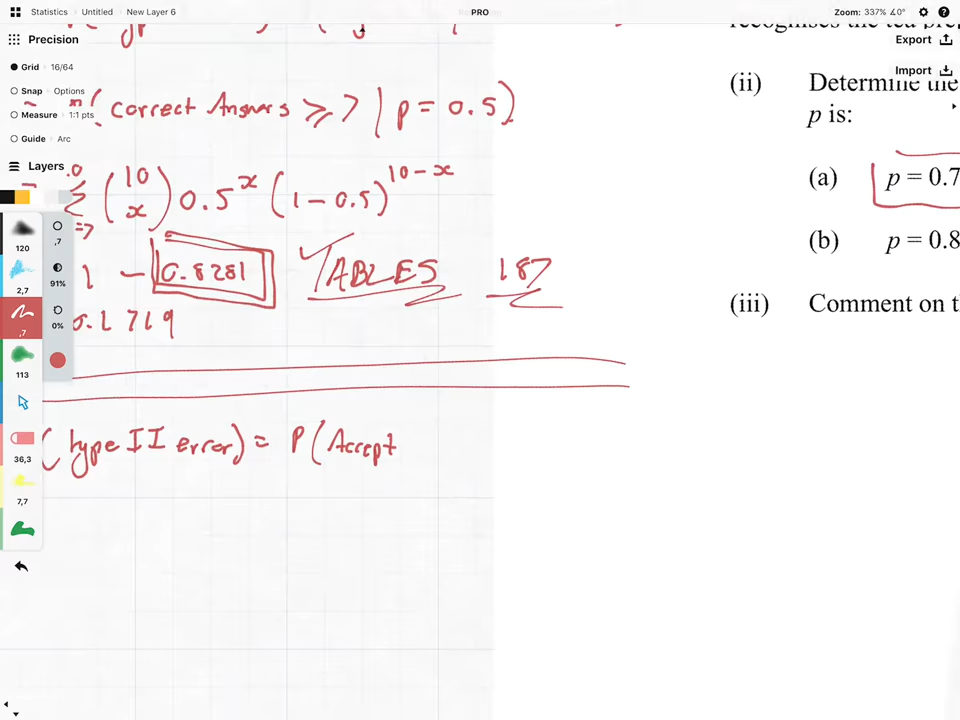 Statistics › Untitled › New Layer 6
PRO
Zoom: 337% ∠0°
Precision
Grid 16/64
Snap Options
Measure 1:1 pts
Guide Arc
Layers
Export
Import
(Correct Answers ≥ 7 | p = 0.5)
(10 x) 0.5^x (1 - 0.5)^{10-x}
1 - 0.8281 TABLES 187
0.1719
(type II error) = P(Accept
120
2,7
,7
113
36,3
7,7
,7
91%
0%
(ii) Determine the
p is:
(a) p = 0.7
(b) p = 0.8
(iii) Comment on t